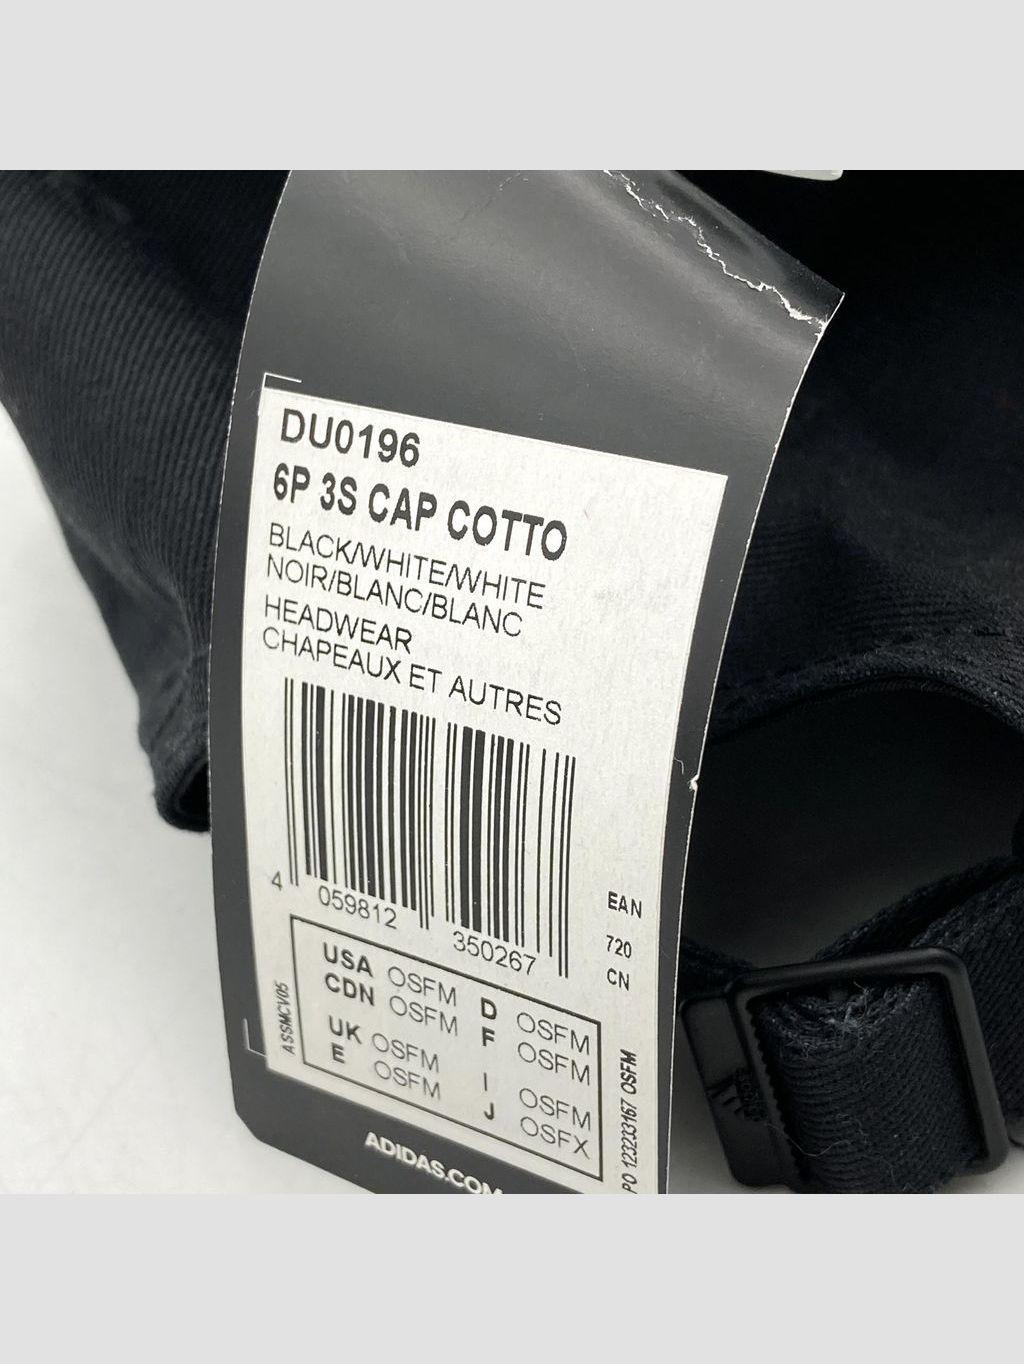 DU0196
6P 3S CAP COTTO
BLACK/WHITE/WHITE
NOIR/BLANC/BLANC
HEADWEAR
CHAPEAUX ET AUTRES
4 059812 350267
EAN
720
CN
USA OSFM
CDN OSFM
UK OSFM
E OSFM
D OSFM
F OSFM
I OSFM
J OSFX
ASSMCV05
PO 123233167 OSFM
ADIDAS.COM